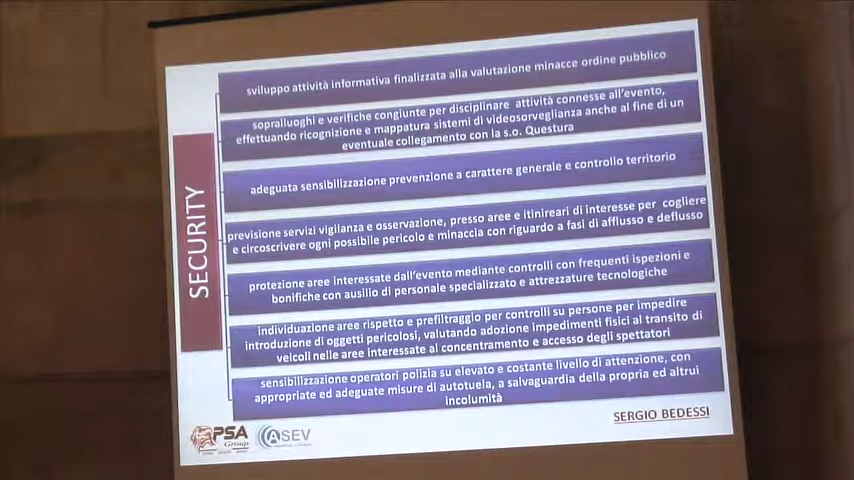 sviluppo attività informativa finalizzata alla valutazione minacce ordine pubblico
sopralluoghi e verifiche congiunte per disciplinare attività connesse all'evento,
effettuando ricognizione e mappatura sistemi di videosorveglianza anche al fine di un
eventuale collegamento con la s.o. Questura
adeguata sensibilizzazione prevenzione a carattere generale e controllo territorio
previsione servizi vigilanza e osservazione, presso aree e itinireari di interesse per cogliere
e circoscrivere ogni possibile pericolo e minaccia con riguardo a fasi di afflusso e deflusso
protezione aree interessate dall'evento mediante controlli con frequenti ispezioni e
bonifiche con ausilio di personale specializzato e attrezzature tecnologiche
individuazione aree rispetto e prefiltraggio per controlli su persone per impedire
introduzione di oggetti pericolosi, valutando adozione impedimenti fisici al transito di
veicoli nelle aree interessate al concentramento e accesso degli spettatori
sensibilizzazione operatori polizia su elevato e costante livello di attenzione, con
appropriate ed adeguate misure di autotuela, a salvaguardia della propria ed altrui
incolumità
SECURITY
PSA
Group
ASEV
SERGIO BEDESSI